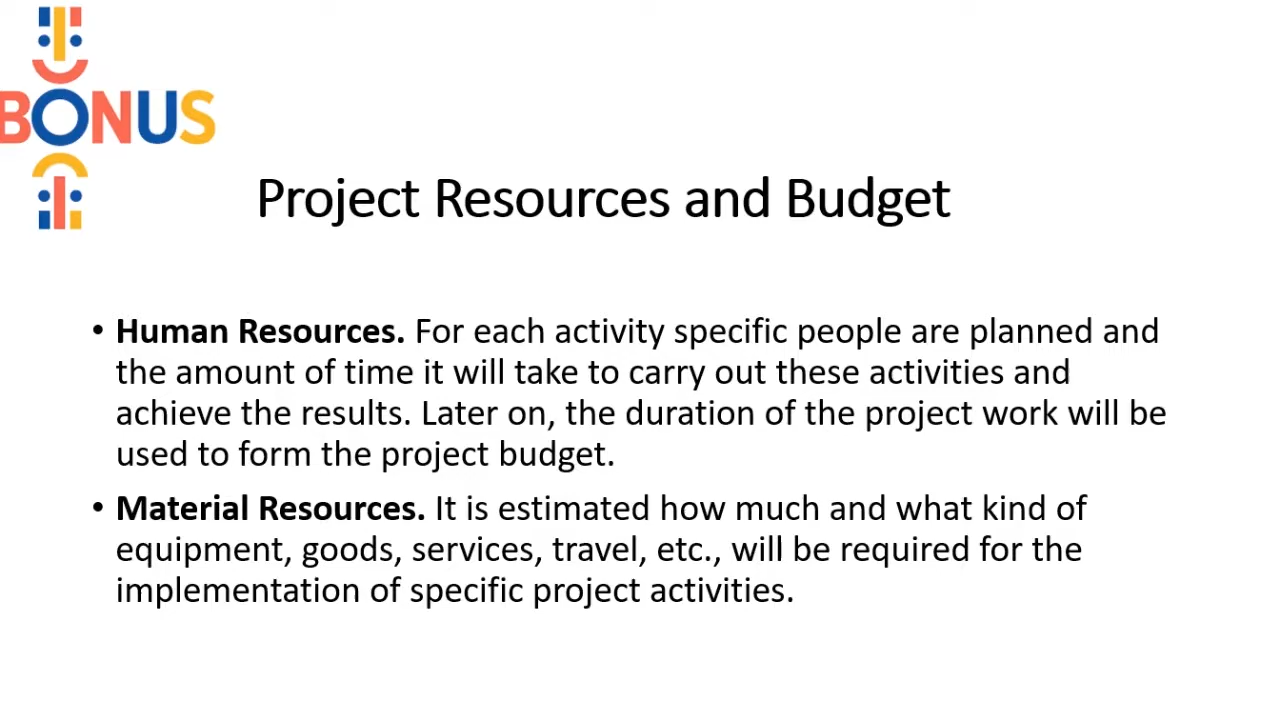 BONUS
Project Resources and Budget
• Human Resources. For each activity specific people are planned and
the amount of time it will take to carry out these activities and
achieve the results. Later on, the duration of the project work will be
used to form the project budget.
• Material Resources. It is estimated how much and what kind of
equipment, goods, services, travel, etc., will be required for the
implementation of specific project activities.